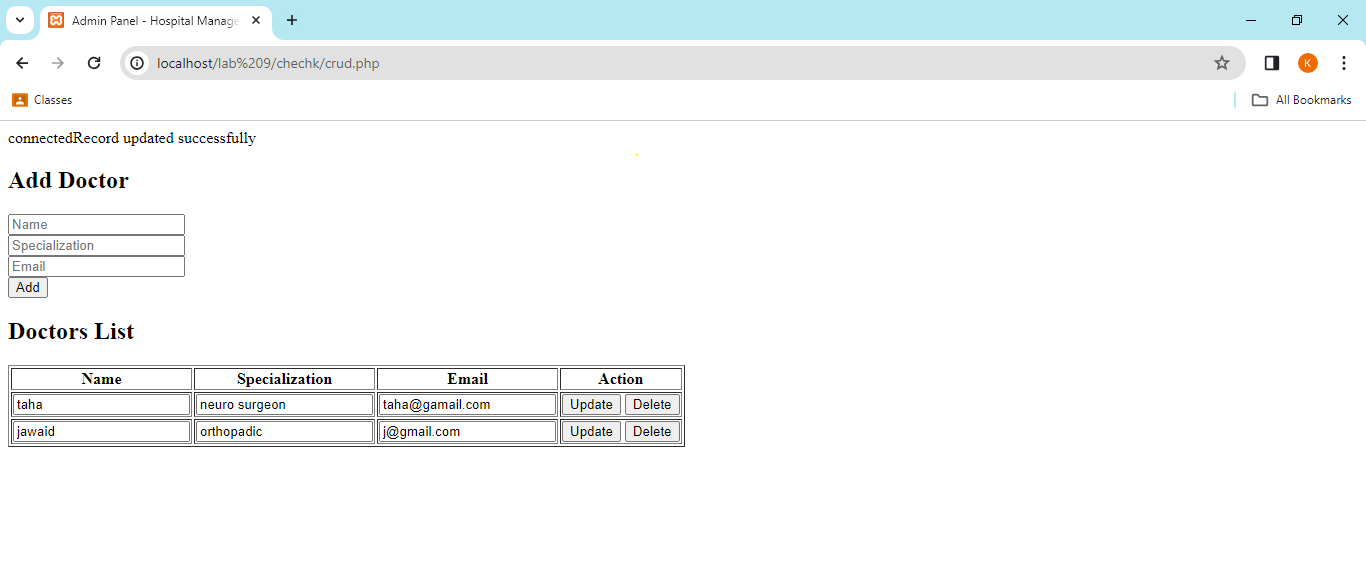 Admin Panel - Hospital Manage
localhost/lab%209/chechk/crud.php
K
Classes
All Bookmarks
connectedRecord updated successfully
Add Doctor
Name
Specialization
Email
Add
Doctors List
Name Specialization Email Action
taha neuro surgeon taha@gamail.com Update Delete
jawaid orthopadic j@gmail.com Update Delete